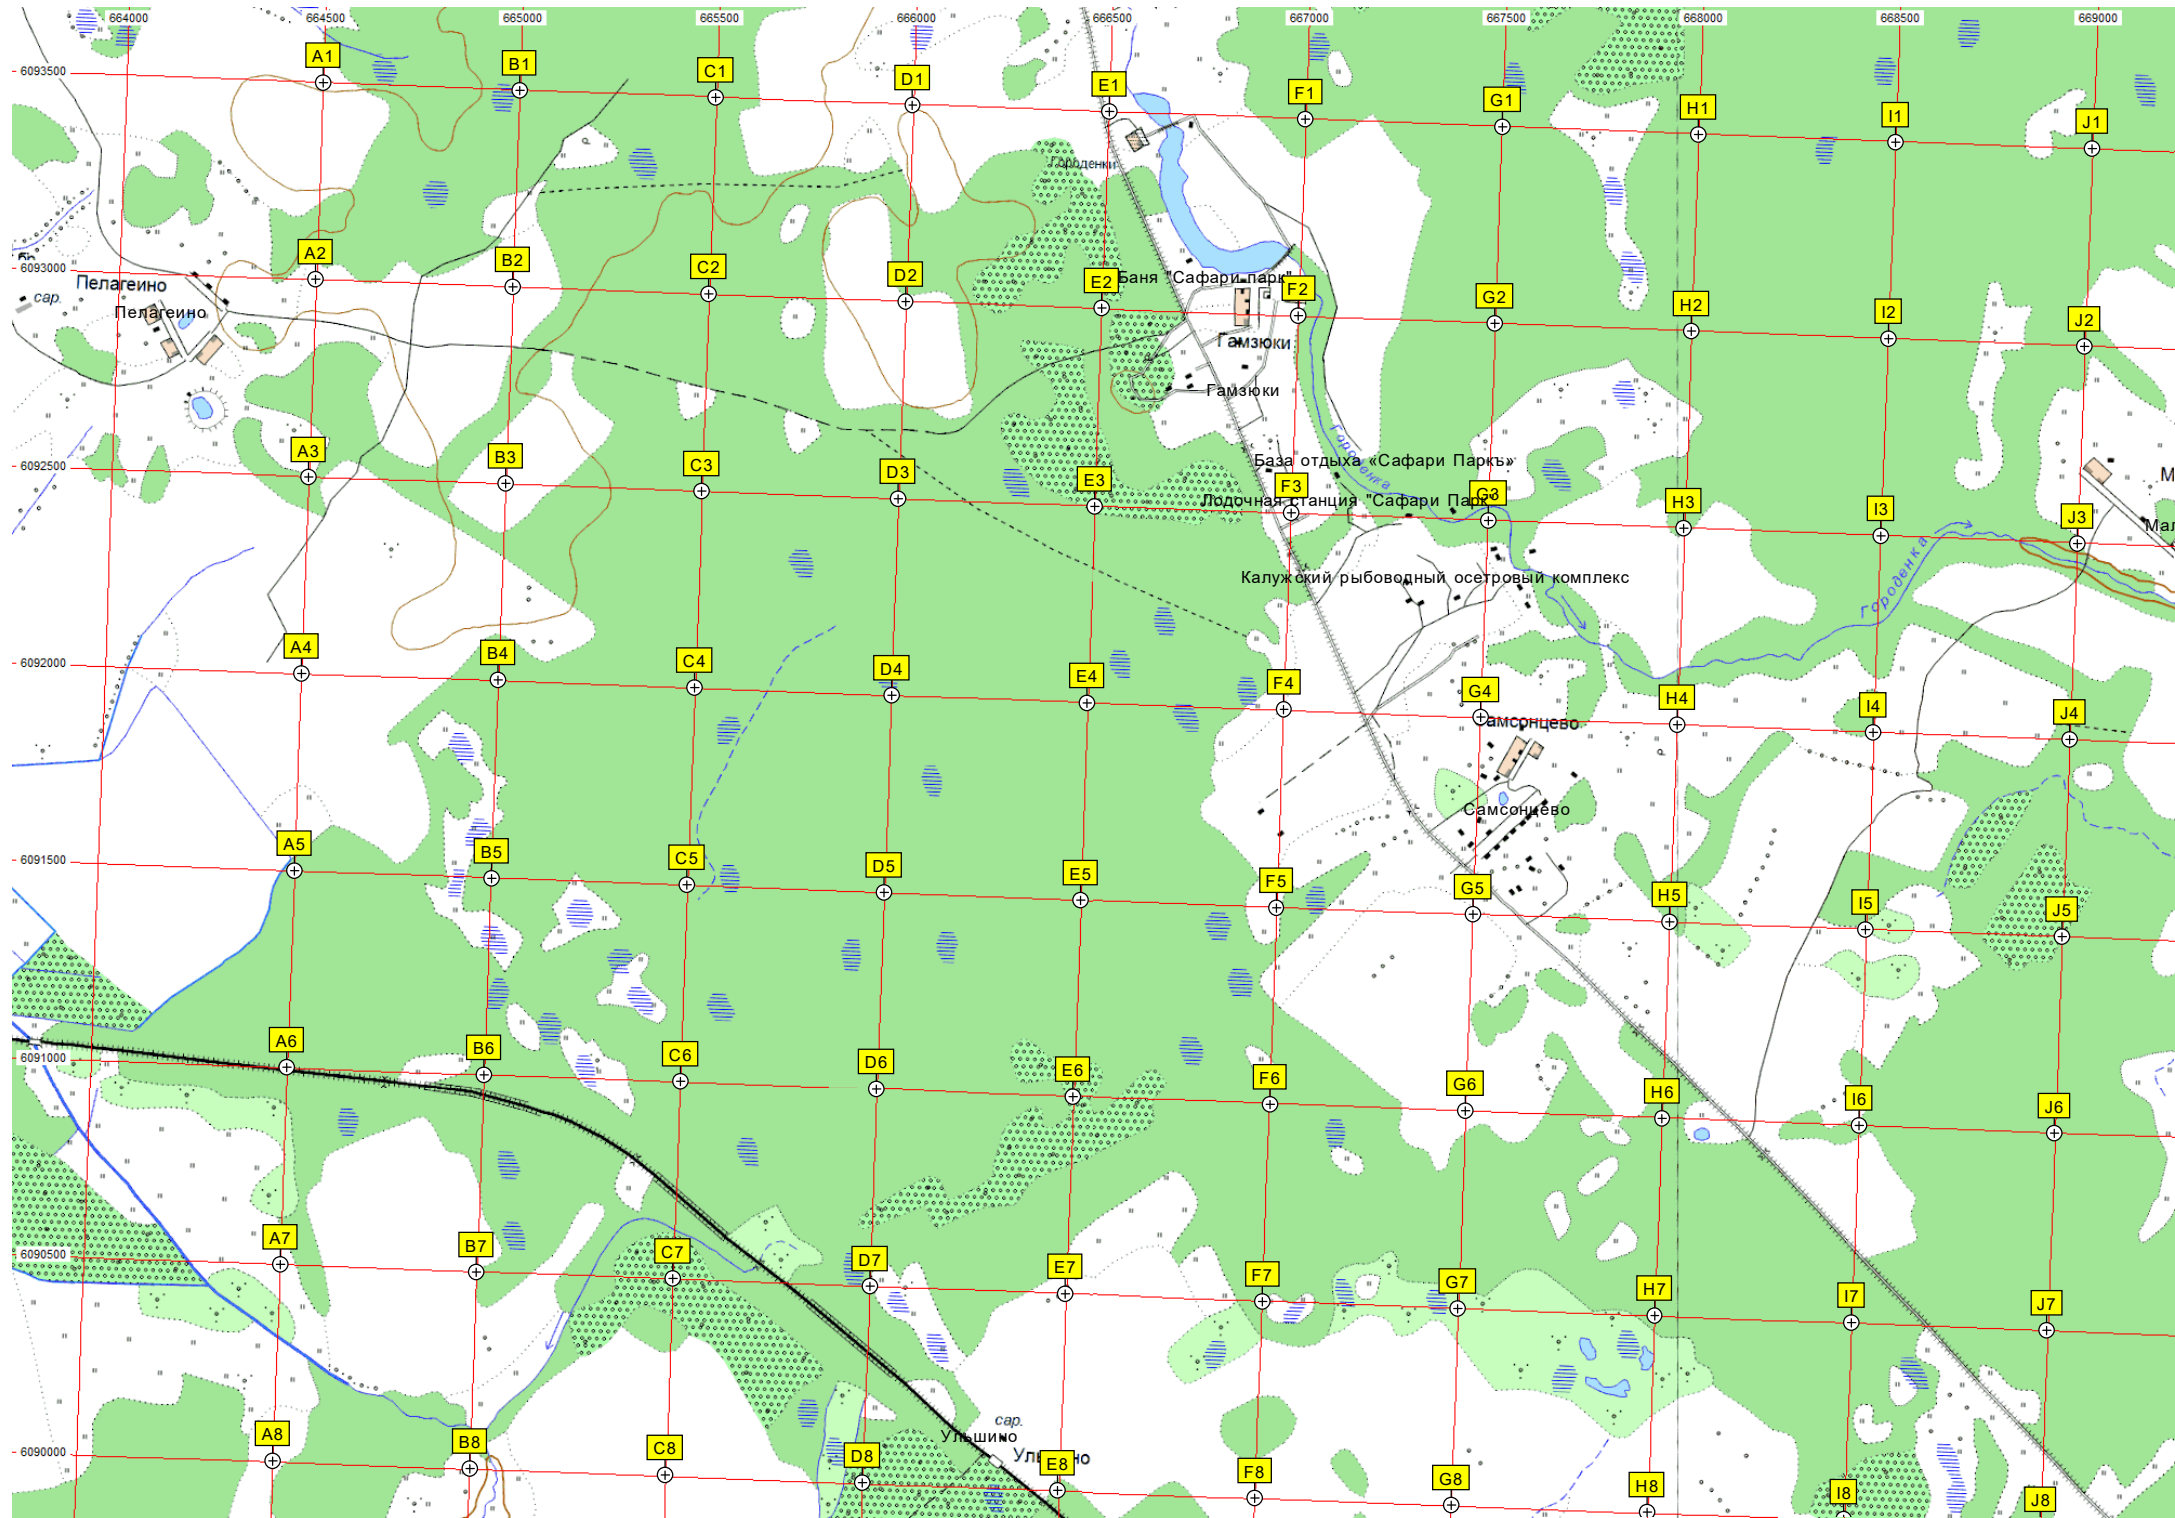 664000 664500 665000 665500 666000 666500 667000 667500 668000 668500 669000
6093500
A1 B1 C1 D1 E1 F1 G1 H1 I1 J1
Городенки
6093000
A2 B2 C2 D2 E2 F2 G2 H2 I2 J2
Баня "Сафари парк"
Пелагеино
сар.
Пелагеино
Гамзюки
Гамзюки
Городенка
6092500
A3 B3 C3 D3 E3 F3 G3 H3 I3 J3
База отдыха «Сафари Паркъ»
Лодочная станция "Сафари Парк"
М
Мал
Калужский рыбоводный осетровый комплекс
Городенка
6092000
A4 B4 C4 D4 E4 F4 G4 H4 I4 J4
амсонцево
Самсонцево
6091500
A5 B5 C5 D5 E5 F5 G5 H5 I5 J5
6091000
A6 B6 C6 D6 E6 F6 G6 H6 I6 J6
6090500
A7 B7 C7 D7 E7 F7 G7 H7 I7 J7
сар.
Ульшино
6090000
A8 B8 C8 D8 E8 F8 G8 H8 I8 J8